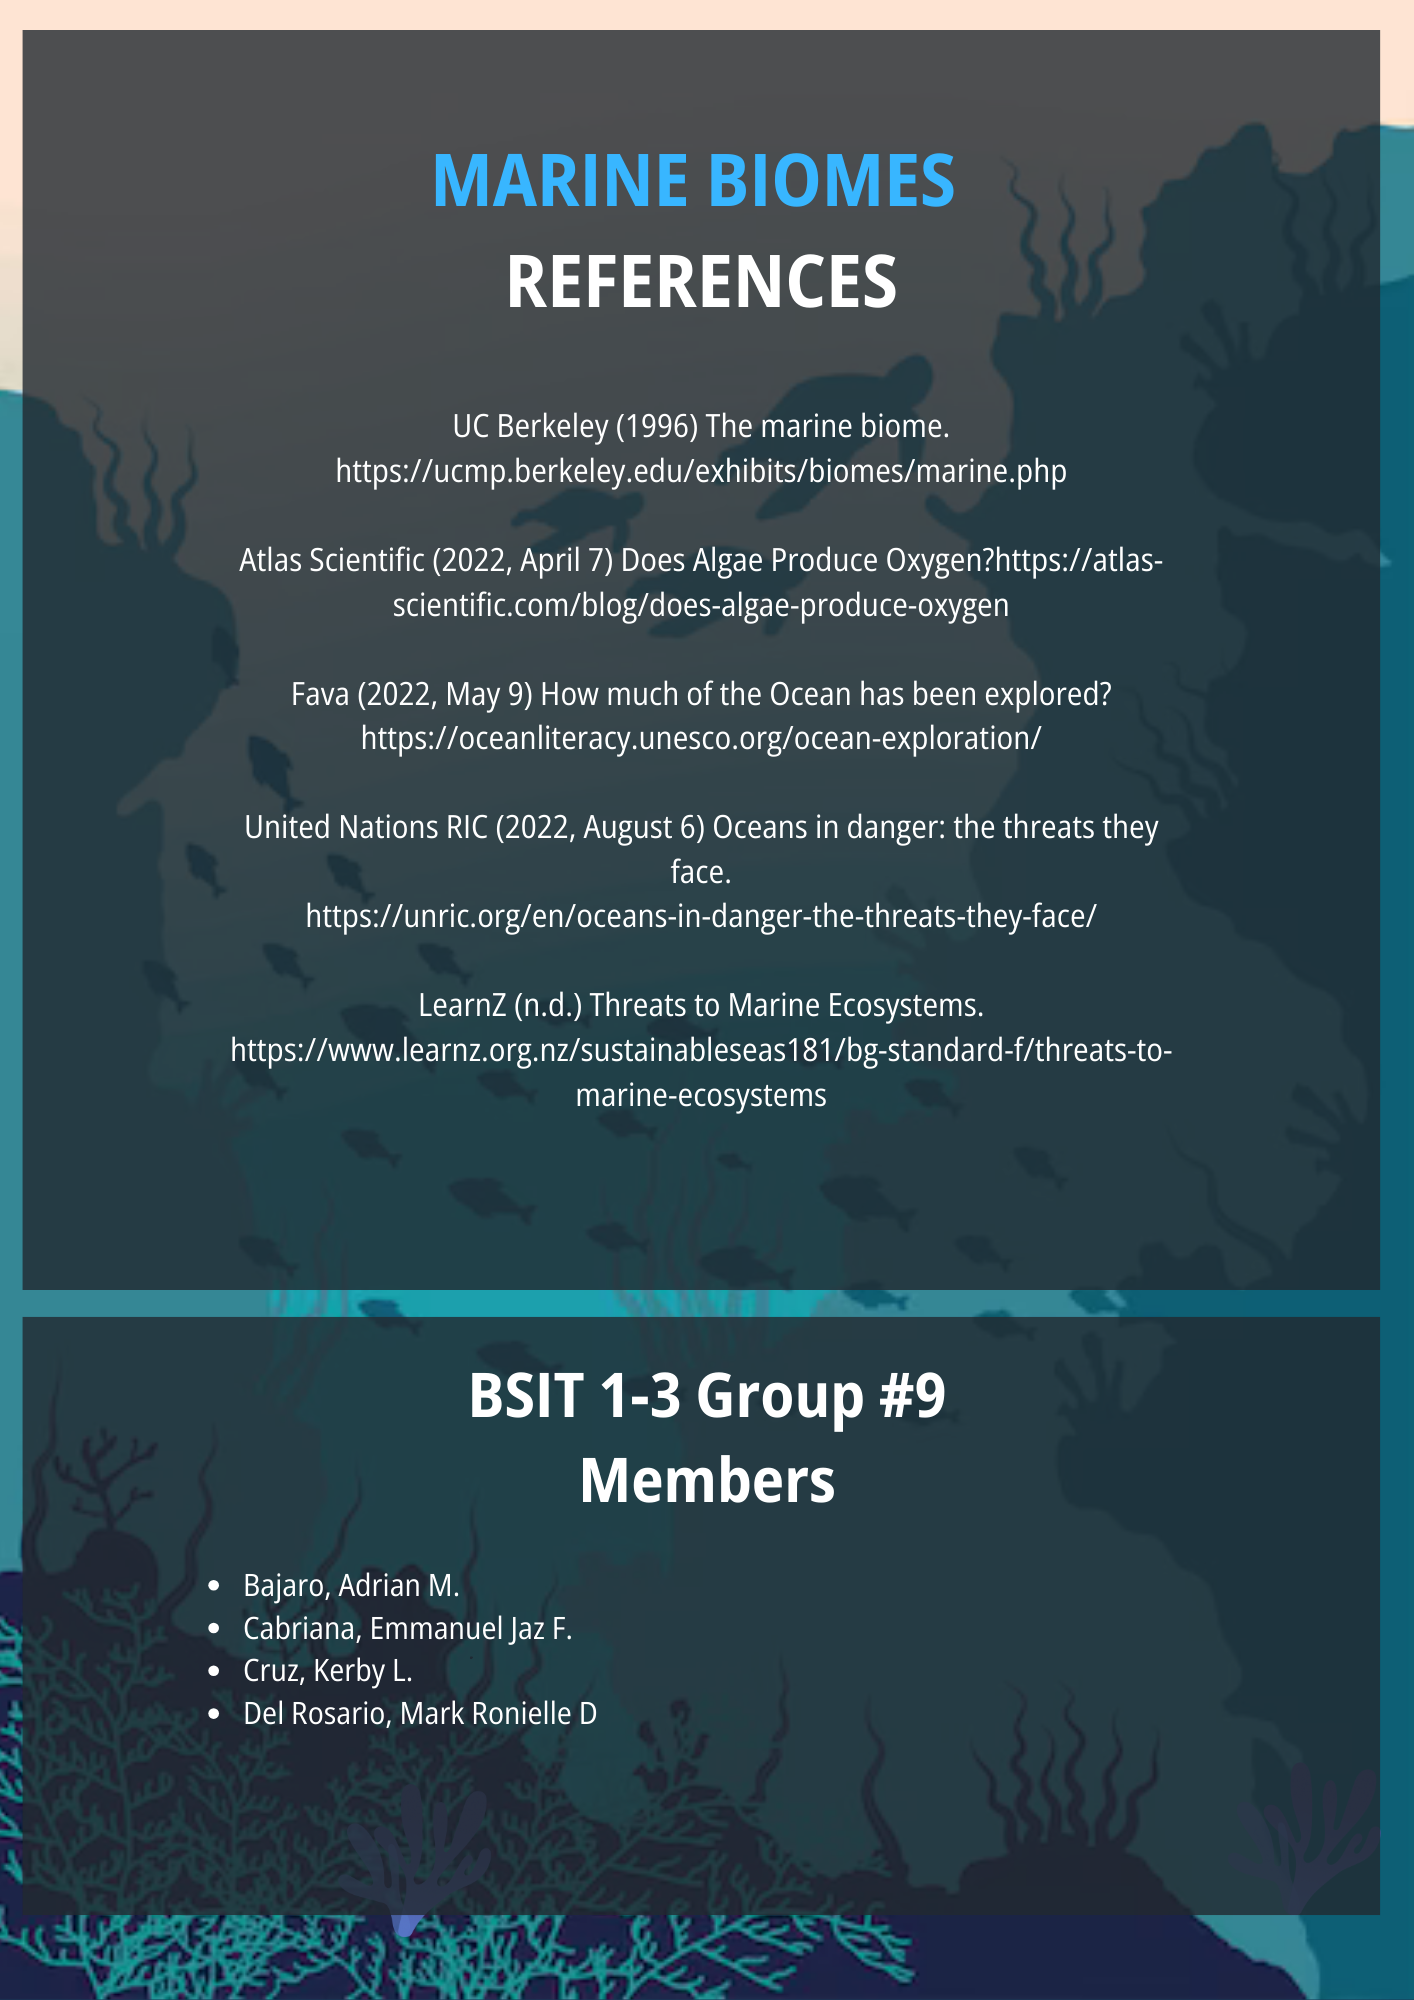 MARINE BIOMES
REFERENCES
UC Berkeley (1996) The marine biome.
https://ucmp.berkeley.edu/exhibits/biomes/marine.php
Atlas Scientific (2022, April 7) Does Algae Produce Oxygen?https://atlas-
scientific.com/blog/does-algae-produce-oxygen
Fava (2022, May 9) How much of the Ocean has been explored?
https://oceanliteracy.unesco.org/ocean-exploration/
United Nations RIC (2022, August 6) Oceans in danger: the threats they
face.
https://unric.org/en/oceans-in-danger-the-threats-they-face/
LearnZ (n.d.) Threats to Marine Ecosystems.
https://www.learnz.org.nz/sustainableseas181/bg-standard-f/threats-to-
marine-ecosystems
BSIT 1-3 Group #9
Members
• Bajaro, Adrian M.
• Cabriana, Emmanuel Jaz F.
• Cruz, Kerby L.
• Del Rosario, Mark Ronielle D